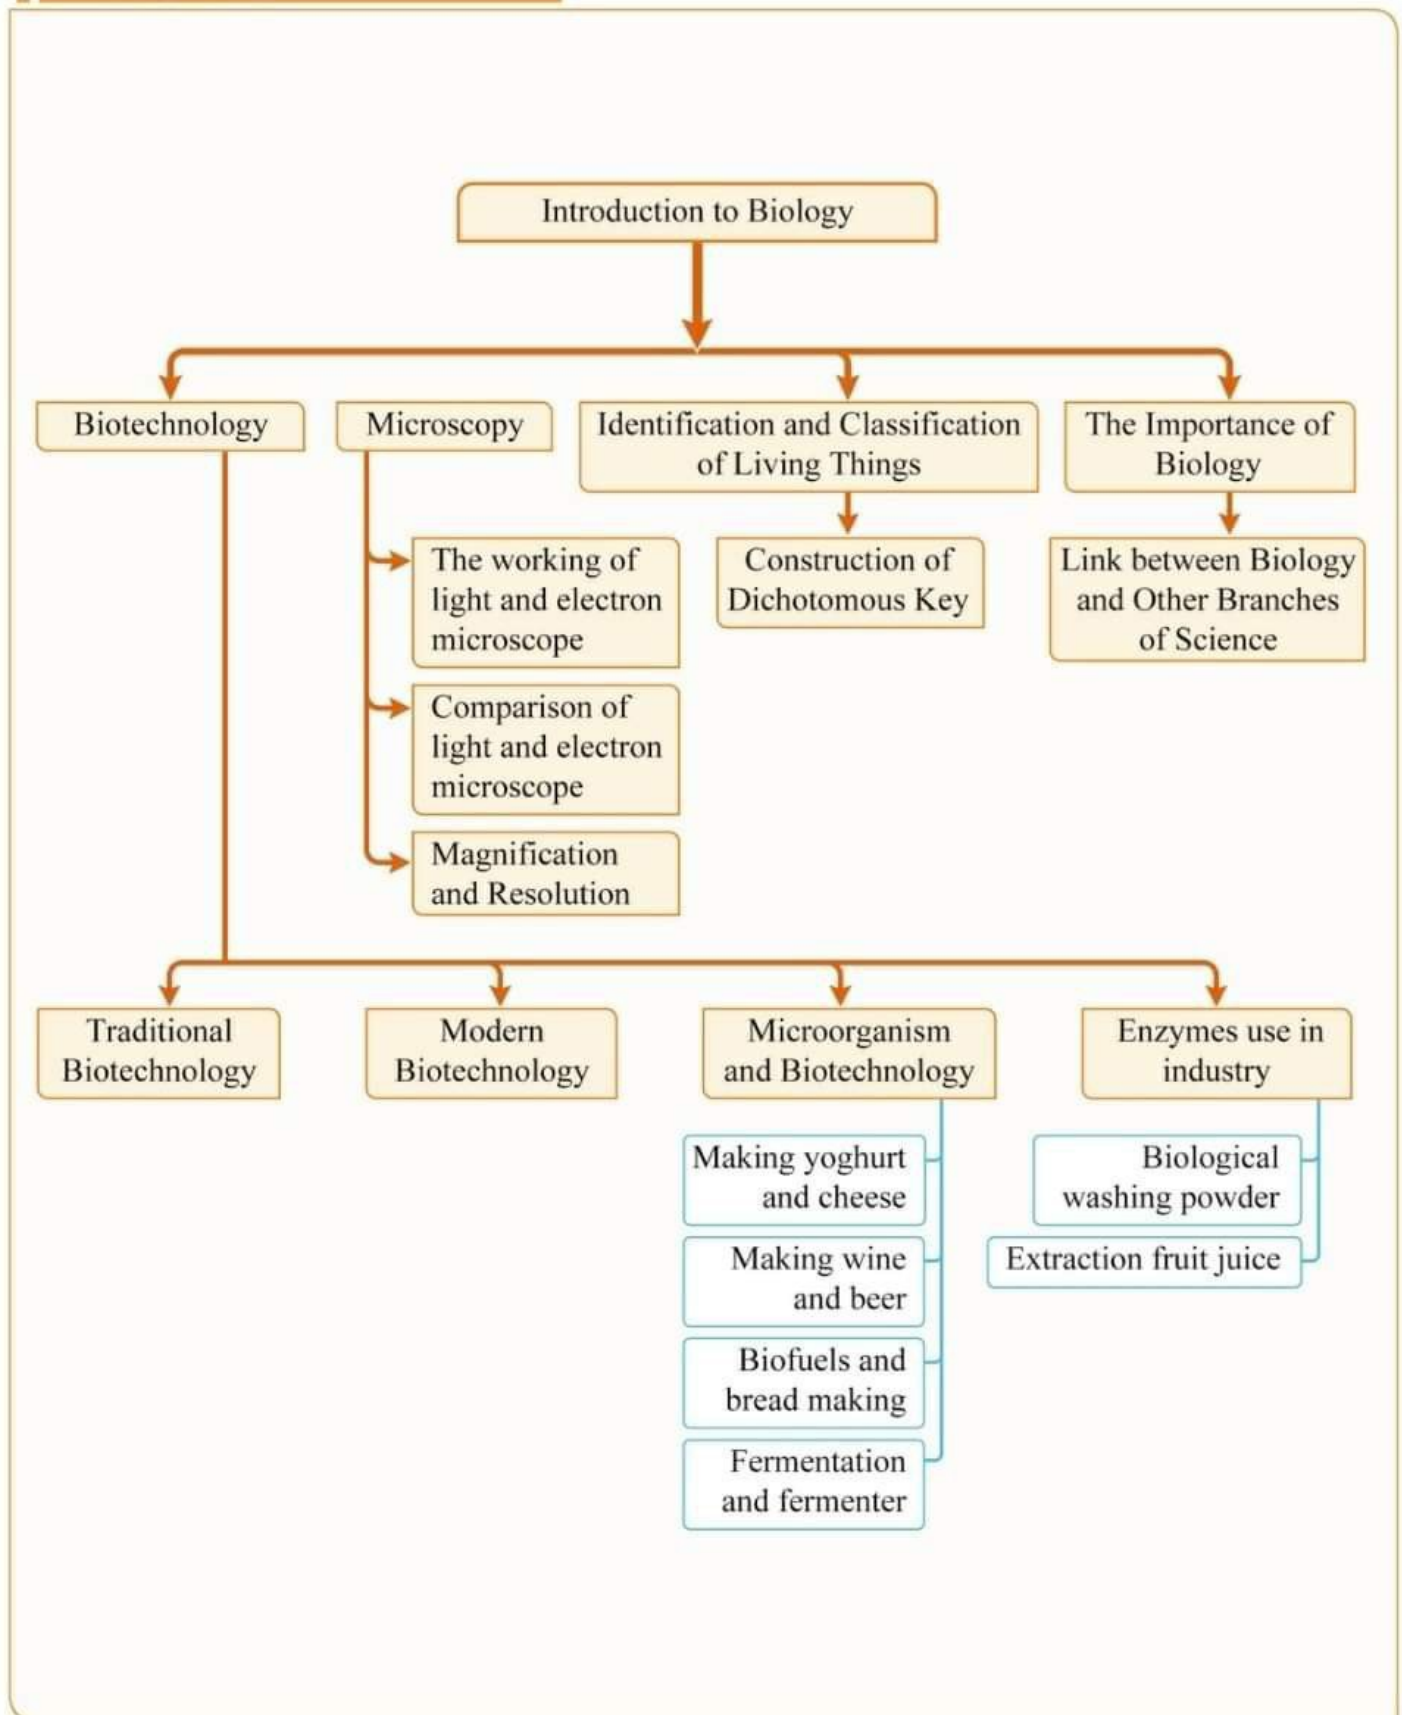 Introduction to Biology
Biotechnology
Microscopy
Identification and Classification
of Living Things
The Importance of
Biology
The working of
light and electron
microscope
Comparison of
light and electron
microscope
Magnification
and Resolution
Construction of
Dichotomous Key
Link between Biology
and Other Branches
of Science
Traditional
Biotechnology
Modern
Biotechnology
Microorganism
and Biotechnology
Making yoghurt
and cheese
Making wine
and beer
Biofuels and
bread making
Fermentation
and fermenter
Enzymes use in
industry
Biological
washing powder
Extraction fruit juice